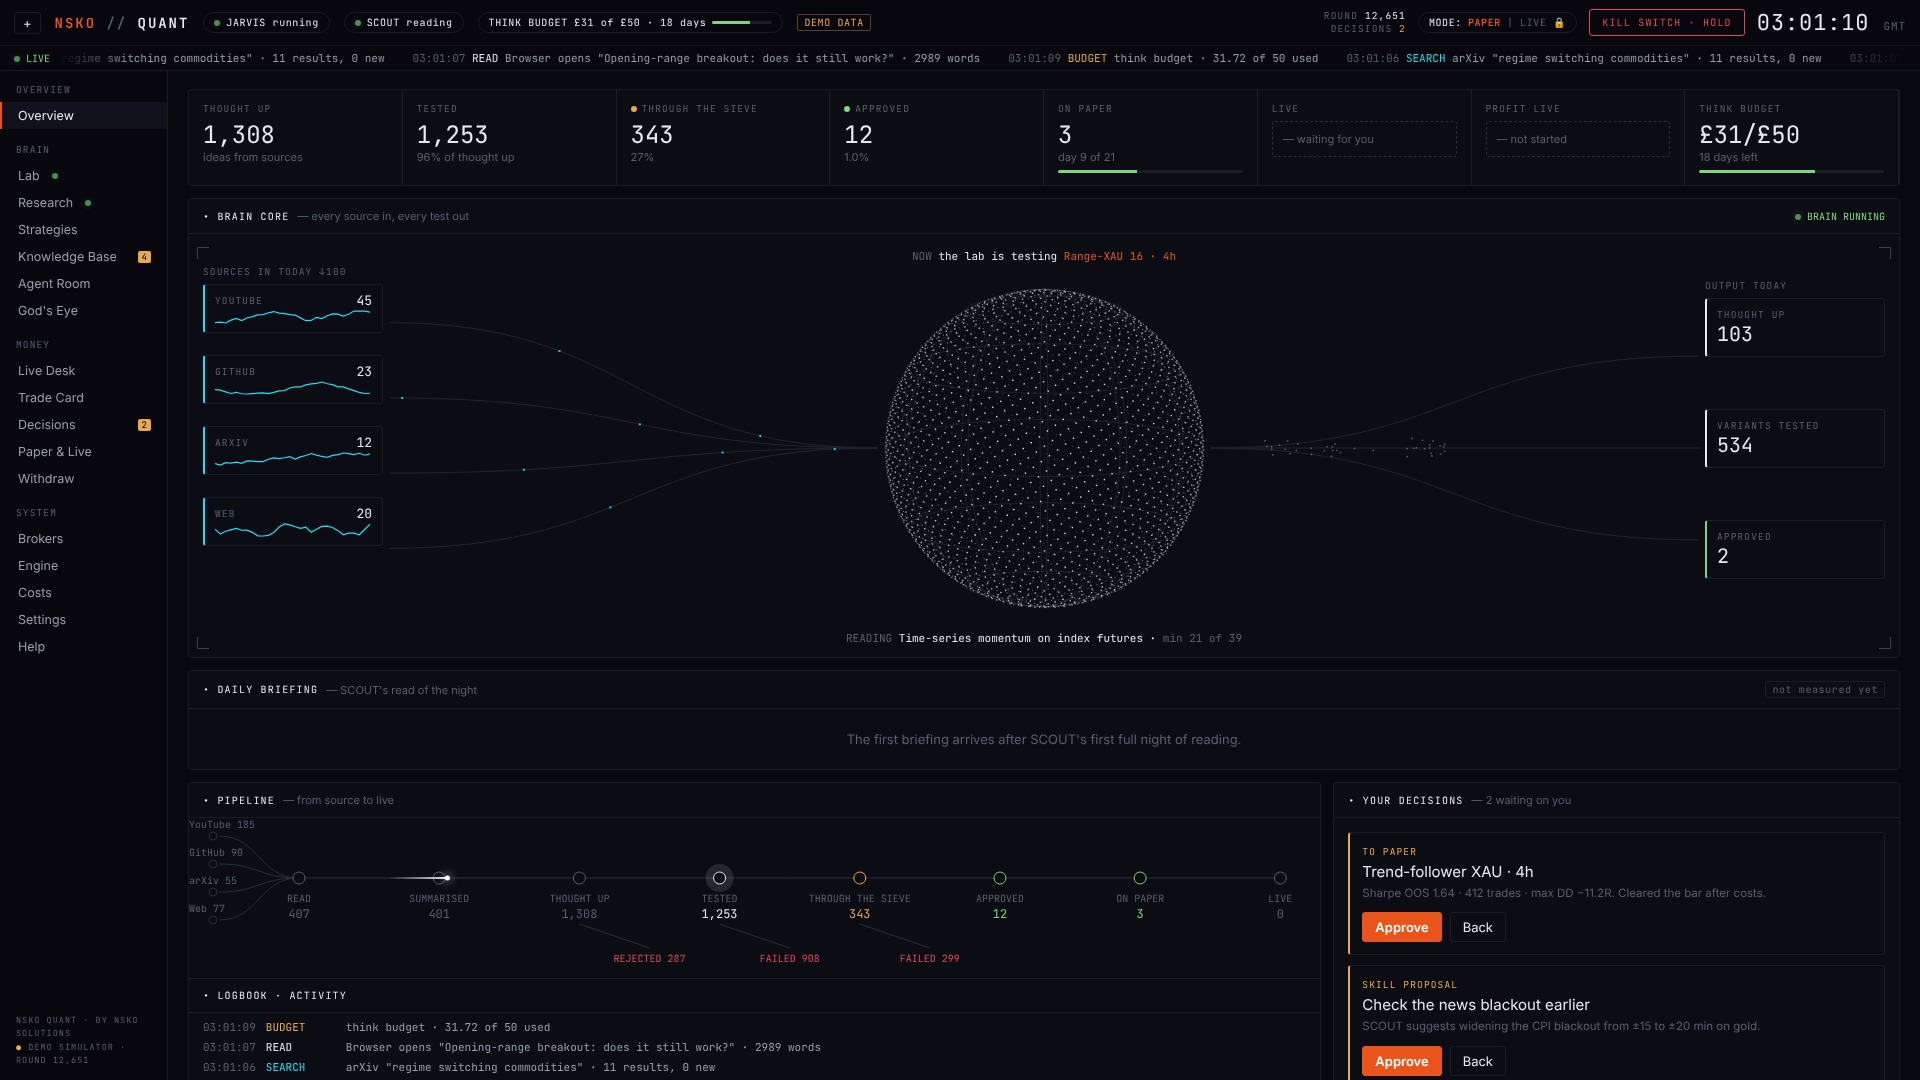 + NSKO // QUANT JARVIS running SCOUT reading THINK BUDGET £31 of £50 · 18 days DEMO DATA ROUND 12,651 DECISIONS 2 MODE: PAPER | LIVE KILL SWITCH · HOLD 03:01:10 GMT
LIVE regime switching commodities" · 11 results, 0 new 03:01:07 READ Browser opens "Opening-range breakout: does it still work?" · 2989 words 03:01:09 BUDGET think budget · 31.72 of 50 used 03:01:06 SEARCH arXiv "regime switching commodities" · 11 results, 0 new
OVERVIEW
Overview
BRAIN
Lab
Research
Strategies
Knowledge Base 4
Agent Room
God's Eye
MONEY
Live Desk
Trade Card
Decisions 2
Paper & Live
Withdraw
SYSTEM
Brokers
Engine
Costs
Settings
Help
NSKO QUANT · BY NSKO
SOLUTIONS
DEMO SIMULATOR ·
ROUND 12,651
THOUGHT UP
1,308
ideas from sources
TESTED
1,253
96% of thought up
THROUGH THE SIEVE
343
27%
APPROVED
12
1.0%
ON PAPER
3
day 9 of 21
LIVE
— waiting for you
PROFIT LIVE
— not started
THINK BUDGET
£31/£50
18 days left
• BRAIN CORE — every source in, every test out BRAIN RUNNING
NOW the lab is testing Range-XAU 16 · 4h
SOURCES IN TODAY ↓100
YOUTUBE 45
GITHUB 23
ARXIV 12
WEB 20
OUTPUT TODAY
THOUGHT UP
103
VARIANTS TESTED
534
APPROVED
2
READING Time-series momentum on index futures · min 21 of 39
• DAILY BRIEFING — SCOUT's read of the night not measured yet
The first briefing arrives after SCOUT's first full night of reading.
• PIPELINE — from source to live
YouTube 185
GitHub 90
arXiv 55
Web 77
READ
407
SUMMARISED
401
THOUGHT UP
1,308
TESTED
1,253
THROUGH THE SIEVE
343
APPROVED
12
ON PAPER
3
LIVE
0
REJECTED 287
FAILED 908
FAILED 299
• LOGBOOK · ACTIVITY
03:01:09 BUDGET think budget · 31.72 of 50 used
03:01:07 READ Browser opens "Opening-range breakout: does it still work?" · 2989 words
03:01:06 SEARCH arXiv "regime switching commodities" · 11 results, 0 new
• YOUR DECISIONS — 2 waiting on you
TO PAPER
Trend-follower XAU · 4h
Sharpe OOS 1.64 · 412 trades · max DD −11.2R. Cleared the bar after costs.
Approve Back
SKILL PROPOSAL
Check the news blackout earlier
SCOUT suggests widening the CPI blackout from ±15 to ±20 min on gold.
Approve Back